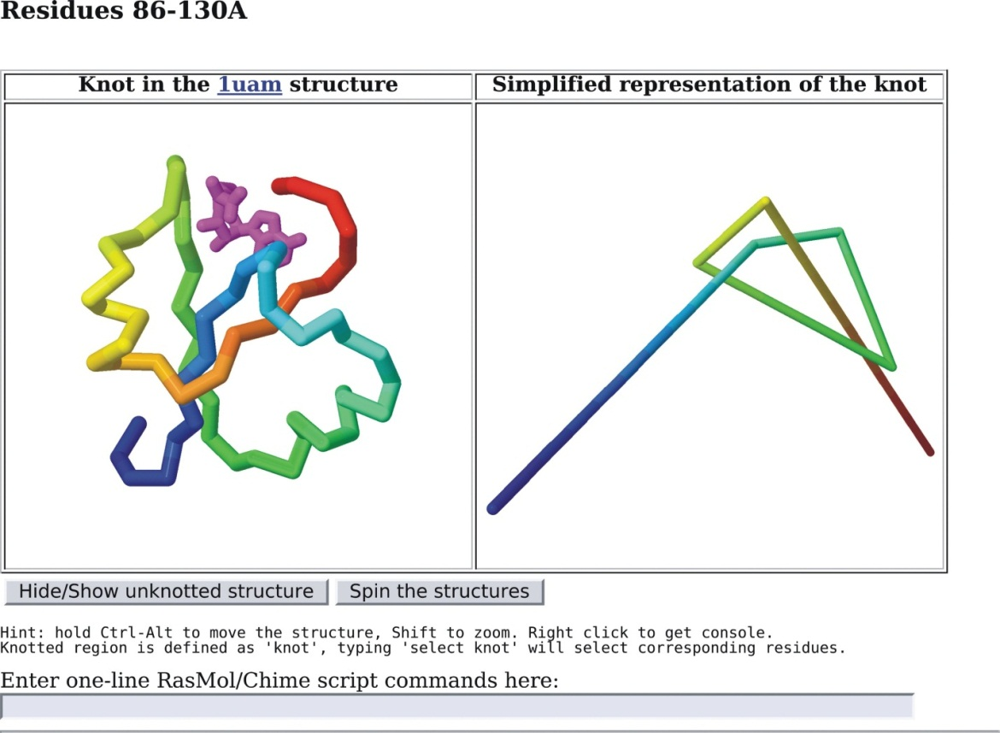 Residues 86-130A
Knot in the 1uam structure
Simplified representation of the knot
Hide/Show unknotted structure
Spin the structures
Hint: hold Ctrl-Alt to move the structure, Shift to zoom. Right click to get console.
Knotted region is defined as 'knot', typing 'select knot' will select corresponding residues.
Enter one-line RasMol/Chime script commands here: